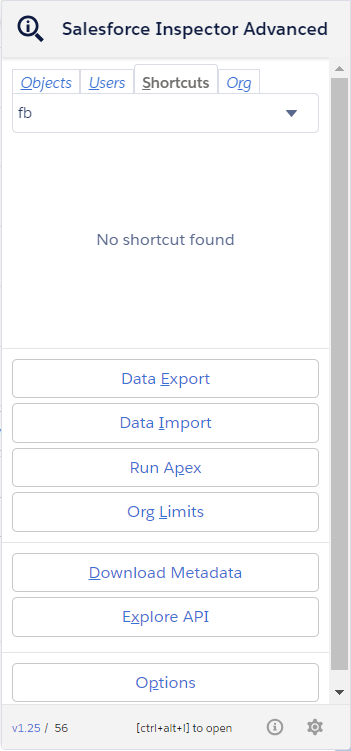 Salesforce Inspector Advanced
Objects Users Shortcuts Org
fb
No shortcut found
Data Export
Data Import
Run Apex
Org Limits
Download Metadata
Explore API
Options
v1.25 / 56 [ctrl+alt+I] to open